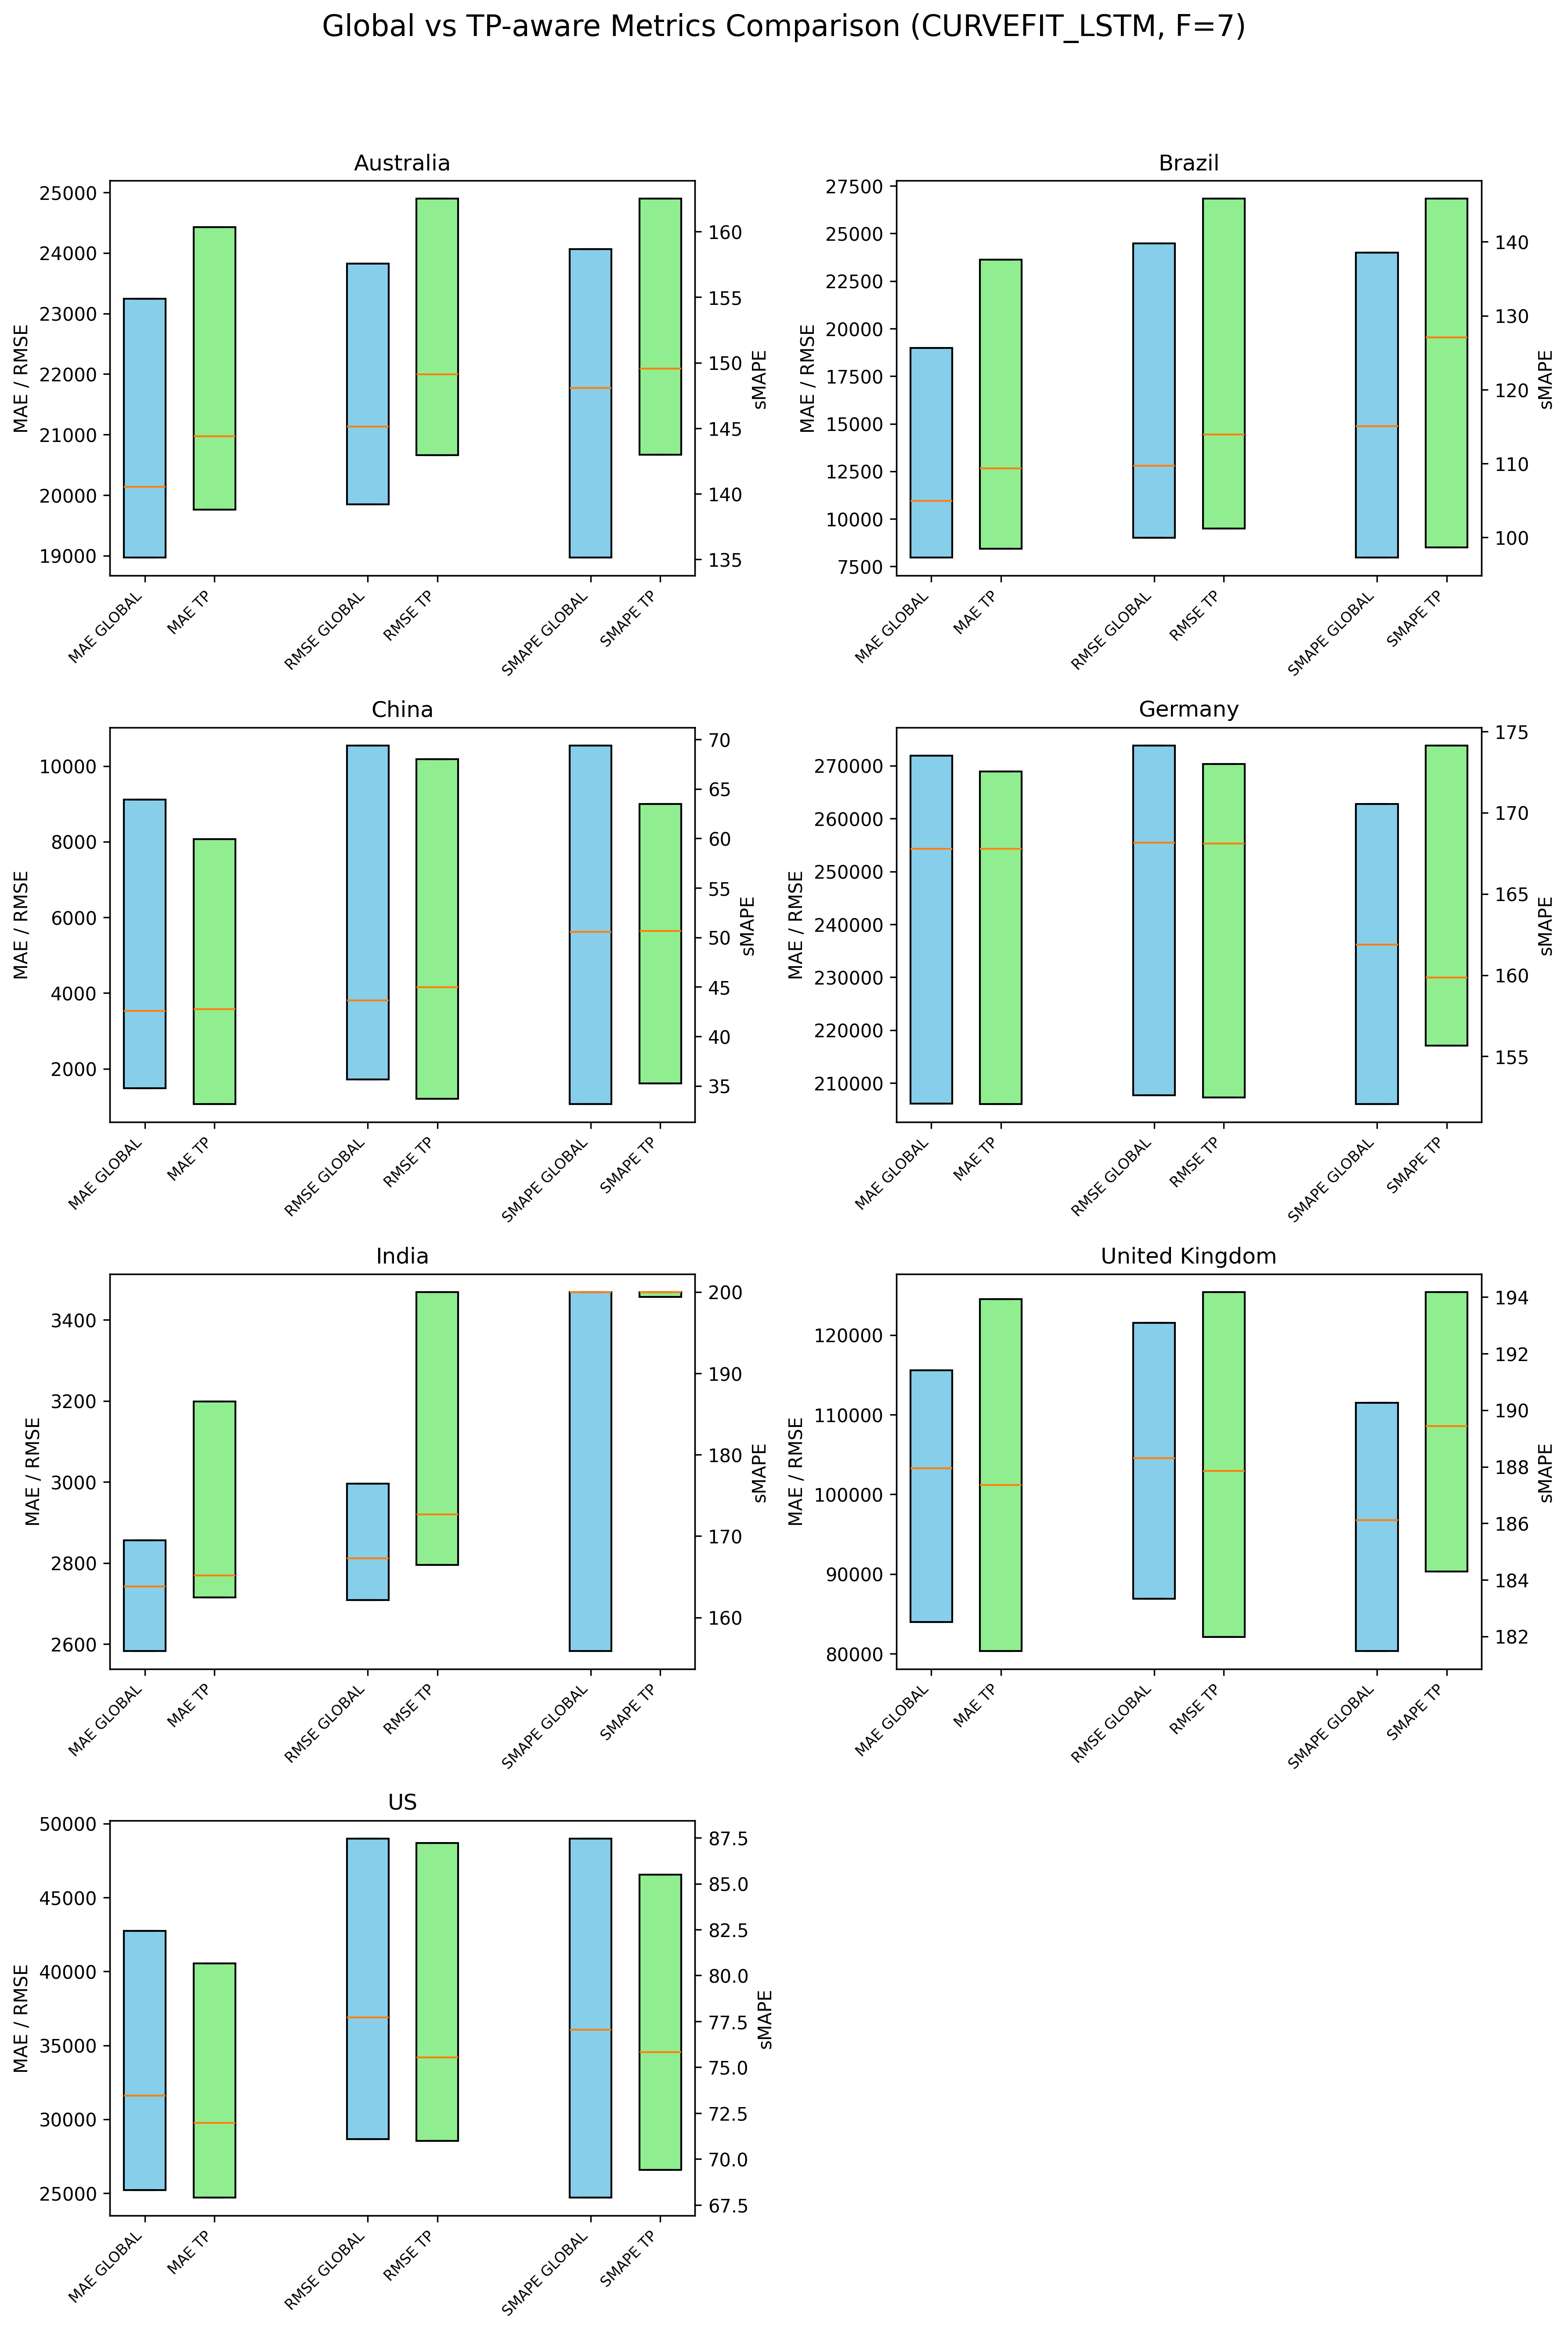 Global vs TP-aware Metrics Comparison (CURVEFIT_LSTM, F=7)
Australia
25000
24000
23000
22000
21000
20000
19000
MAE / RMSE
160
155
150
145
140
135
sMAPE
MAE GLOBAL
MAE TP
RMSE GLOBAL
RMSE TP
SMAPE GLOBAL
SMAPE TP
Brazil
27500
25000
22500
20000
17500
15000
12500
10000
7500
MAE / RMSE
140
130
120
110
100
sMAPE
MAE GLOBAL
MAE TP
RMSE GLOBAL
RMSE TP
SMAPE GLOBAL
SMAPE TP
China
10000
8000
6000
4000
2000
MAE / RMSE
70
65
60
55
50
45
40
35
sMAPE
MAE GLOBAL
MAE TP
RMSE GLOBAL
RMSE TP
SMAPE GLOBAL
SMAPE TP
Germany
270000
260000
250000
240000
230000
220000
210000
MAE / RMSE
175
170
165
160
155
sMAPE
MAE GLOBAL
MAE TP
RMSE GLOBAL
RMSE TP
SMAPE GLOBAL
SMAPE TP
India
3400
3200
3000
2800
2600
MAE / RMSE
200
190
180
170
160
sMAPE
MAE GLOBAL
MAE TP
RMSE GLOBAL
RMSE TP
SMAPE GLOBAL
SMAPE TP
United Kingdom
120000
110000
100000
90000
80000
MAE / RMSE
194
192
190
188
186
184
182
sMAPE
MAE GLOBAL
MAE TP
RMSE GLOBAL
RMSE TP
SMAPE GLOBAL
SMAPE TP
US
50000
45000
40000
35000
30000
25000
MAE / RMSE
87.5
85.0
82.5
80.0
77.5
75.0
72.5
70.0
67.5
sMAPE
MAE GLOBAL
MAE TP
RMSE GLOBAL
RMSE TP
SMAPE GLOBAL
SMAPE TP